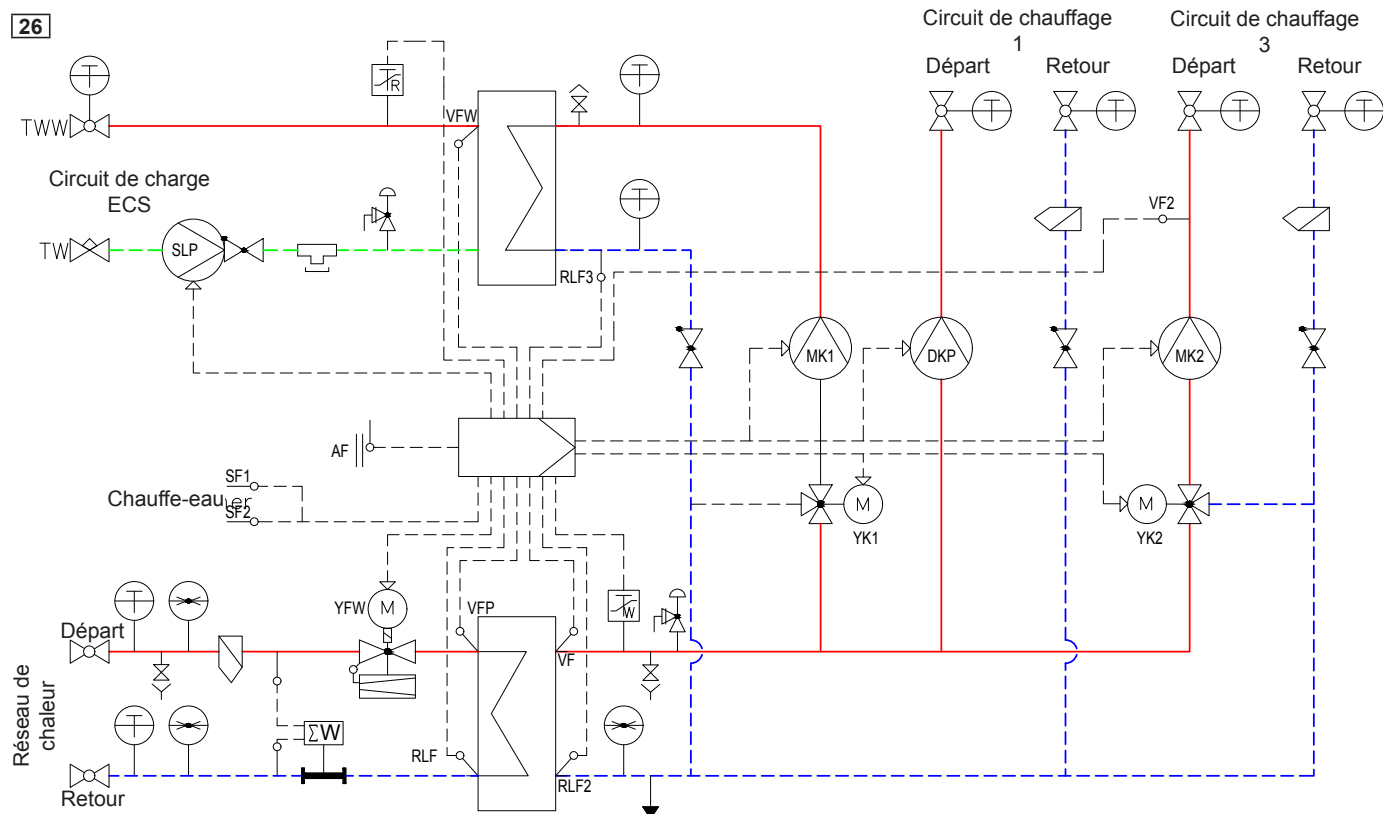 26
Circuit de chauffage
1
Circuit de chauffage
3
Départ
Retour
Départ
Retour
T
T
T
T
T
T
R
VFW
TWW
Circuit de charge
ECS
T
VF2
TW
SLP
RLF3
MK1
DKP
MK2
AF
SF1
Chauffe-eau
SF2
M
YK1
M
YK2
T
YFW
M
VFP
W
Départ
VF
Réseau de
chaleur
T
ΣW
RLF
RLF2
Retour